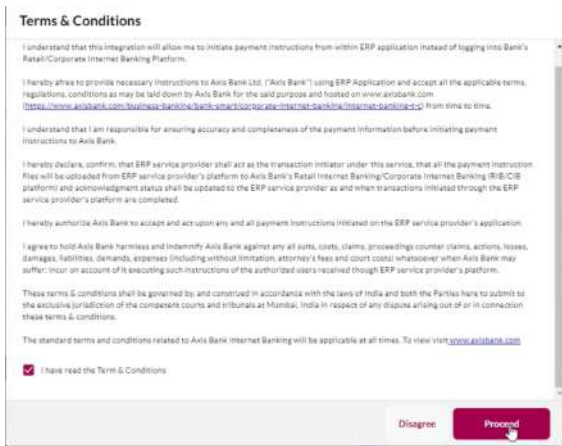 Terms & Conditions
I understand that this integration will allow me to initiate payment instructions from within ERP application instead of logging into Bank's
Retail/Corporate Internet Banking Platform.
I hereby afree to provide necessary instructions to Axis Bank Ltd. ("Axis Bank") using ERP Application and accept all the applicable terms,
regulations, conditions as may be laid down by Axis Bank for the said purpose and hosted on www.axisbank.com
(https://www.axisbank.com/business-banking/bank-smart/corporate-internet-banking/internet-banking-t-c) from time to time.
I understand that I am responsible for ensuring accuracy and completeness of the payment information before initiating payment
instructions to Axis Bank.
I hereby declare, confirm, that ERP service provider shall act as the transaction initiator under this service, that all the payment instruction
files will be uploaded from ERP service provider's platform to Axis Bank's Retail Internet Banking/Corporate Internet Banking (RIB/CIB
platform) and acknowledgment status shall be updated to the ERP service provider as and when transactions initiated through the ERP
service provider's platform are completed.
I hereby authorize Axis Bank to accept and act upon any and all payment instructions initiated on the ERP service provider's application
I agree to hold Axis Bank harmless and indemnify Axis Bank against any all suits, costs, claims, proceedings counter claims, actions, losses,
damages, liabilities, demands, expenses (including without limitation, attorney's fees and court costs) whatsoever when Axis Bank may
suffer, incur on account of it executing such instructions of the authorized users received though ERP service provider's platform.
These terms & conditions shall be governed by, and construed in accordance with the laws of India and both the Parties here to submit to
the exclusive jurisdiction of the competent courts and tribunals at Mumbai, India in respect of any dispute arising out of or in connection
these terms & conditions.
The standard terms and conditions related to Axis Bank Internet Banking will be applicable at all times. To view visit www.axisbank.com
I have read the Term & Conditions
Disagree Proceed